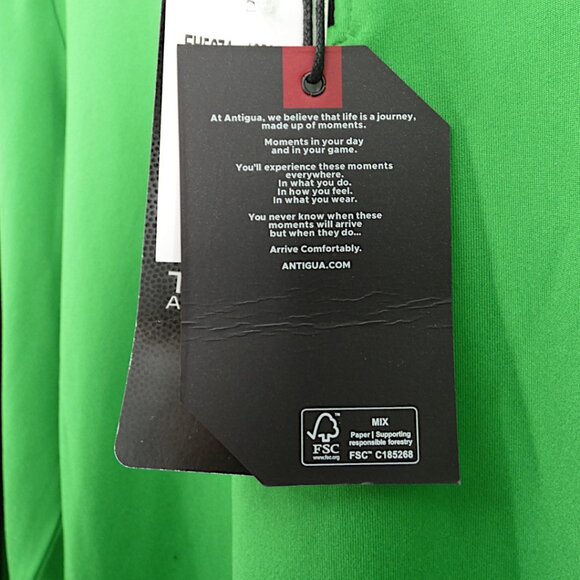 At Antigua, we believe that life is a journey,
made up of moments.
Moments in your day
and in your game.
You'll experience these moments
everywhere.
In what you do.
In how you feel.
In what you wear.
You never know when these
moments will arrive
but when they do...
Arrive Comfortably.
ANTIGUA.COM
FSC
www.fsc.org
MIX
Paper | Supporting
responsible forestry
FSC™ C185268